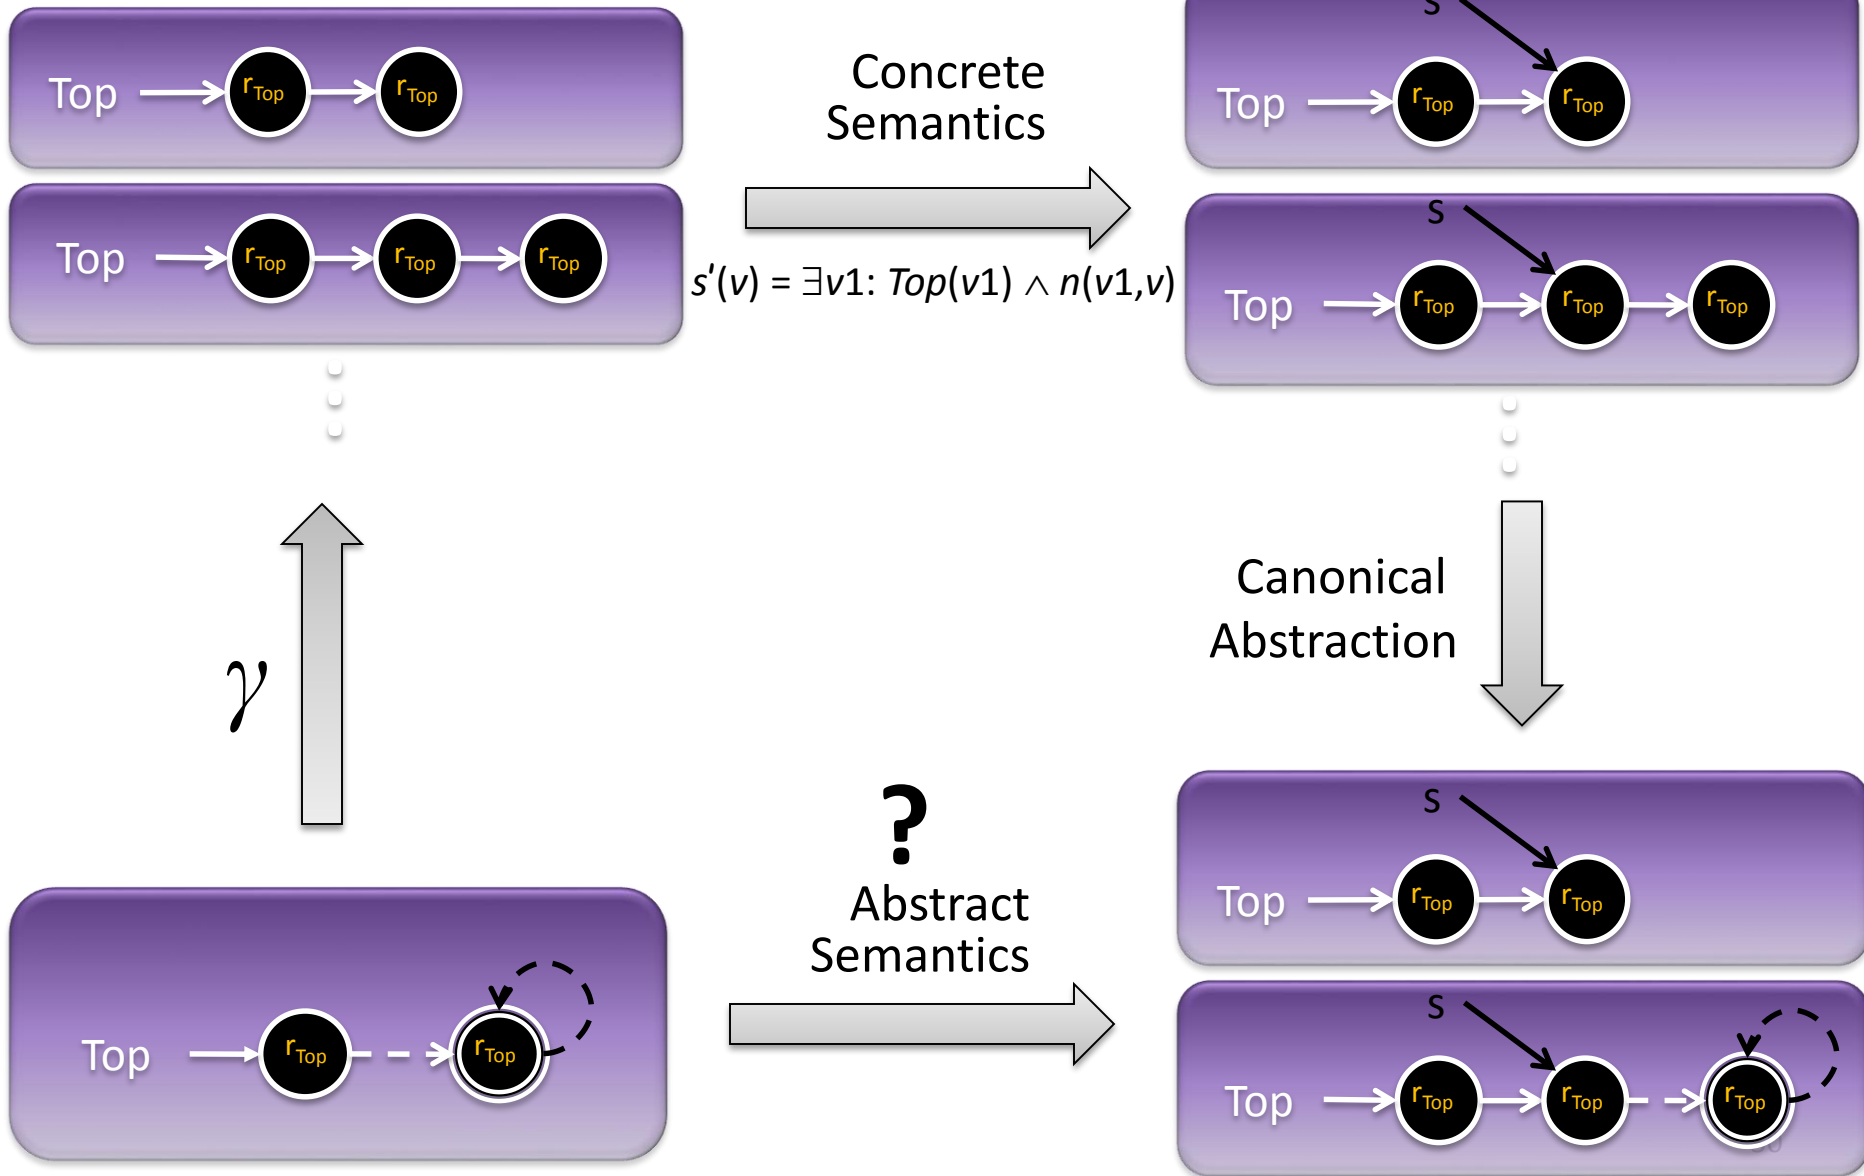 Top r_Top r_Top
Top r_Top r_Top r_Top
Concrete
Semantics
s'(v) = ∃v1: Top(v1) ∧ n(v1,v)
s
Top r_Top r_Top
s
Top r_Top r_Top r_Top
γ
Canonical
Abstraction
?
Abstract
Semantics
Top r_Top r_Top
s
Top r_Top r_Top
s
Top r_Top r_Top r_Top